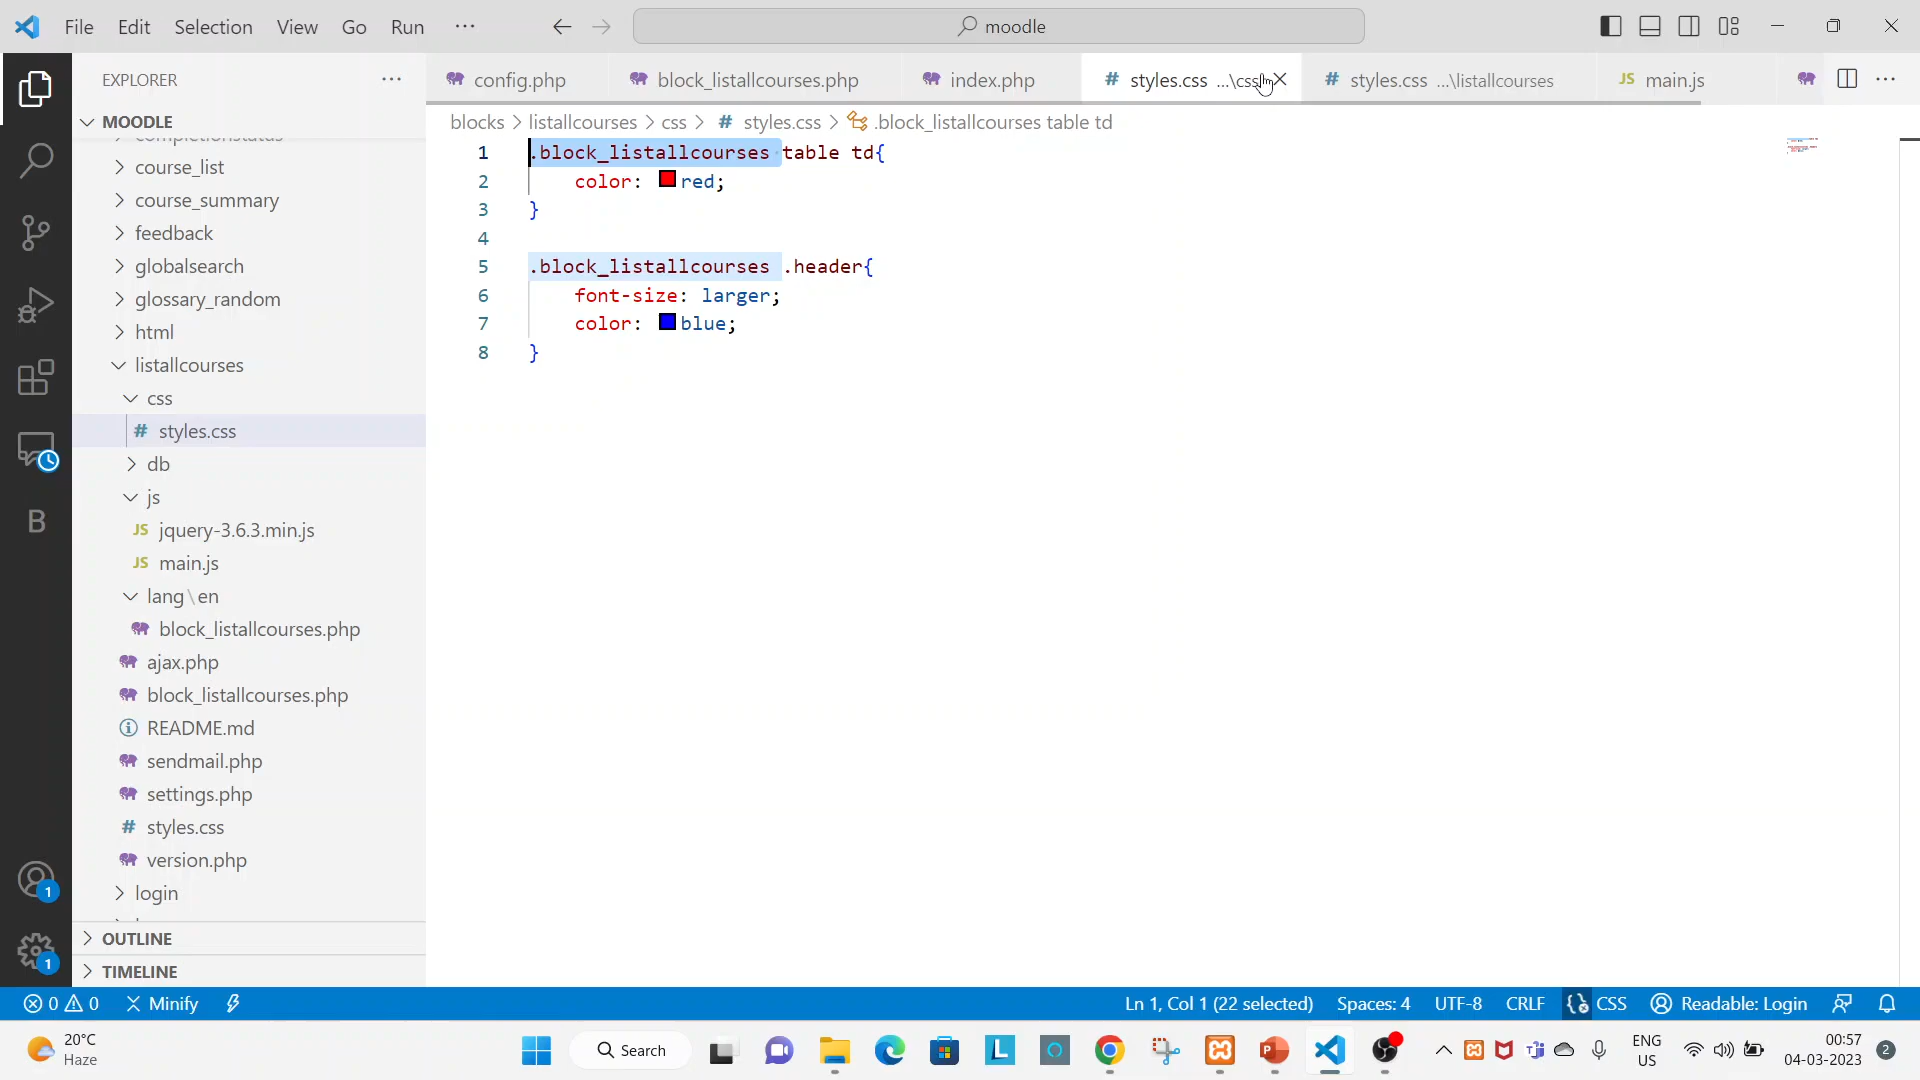 File Edit Selection View Go Run ··· moodle
EXPLORER ···
config.php block_listallcourses.php index.php # styles.css ...\css # styles.css ...\listallcourses JS main.js ···
MOODLE
blocks > listallcourses > css > # styles.css > .block_listallcourses table td
course_list
course_summary
feedback
globalsearch
glossary_random
html
listallcourses
css
# styles.css
db
js
JS jquery-3.6.3.min.js
JS main.js
lang\en
block_listallcourses.php
ajax.php
block_listallcourses.php
README.md
sendmail.php
settings.php
# styles.css
version.php
login
OUTLINE
TIMELINE
1 .block_listallcourses table td{
2 color: red;
3 }
4
5 .block_listallcourses .header{
6 font-size: larger;
7 color: blue;
8 }
B
1
1
0 0 Minify Ln 1, Col 1 (22 selected) Spaces: 4 UTF-8 CRLF CSS Readable: Login
20°C
Haze
Search
ENG
US
00:57
04-03-2023
2